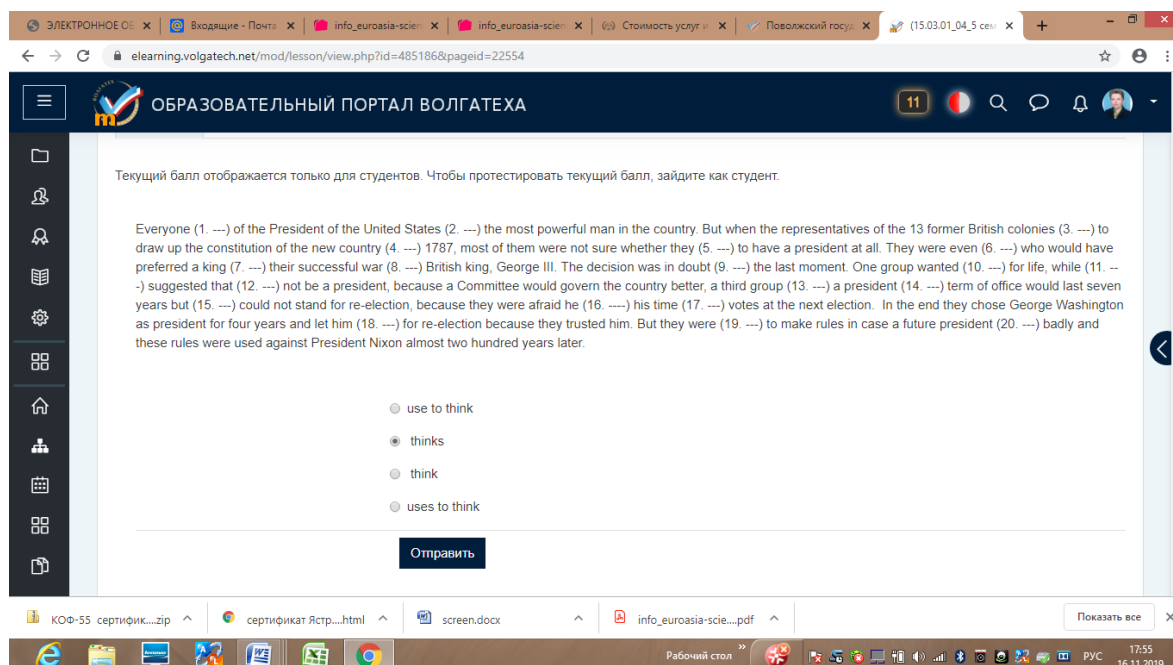 ЭЛЕКТРОННОЕ ОБ
Входящие - Почта
info_euroasia-scien
info_euroasia-scien
Стоимость услуг и
Поволжский госуд
(15.03.01_04_5 сем
elearning.volgatech.net/mod/lesson/view.php?id=485186&pageid=22554
ОБРАЗОВАТЕЛЬНЫЙ ПОРТАЛ ВОЛГАТЕХА
11
Текущий балл отображается только для студентов. Чтобы протестировать текущий балл, зайдите как студент.
Everyone (1. ---) of the President of the United States (2. ---) the most powerful man in the country. But when the representatives of the 13 former British colonies (3. ---) to
draw up the constitution of the new country (4. ---) 1787, most of them were not sure whether they (5. ---) to have a president at all. They were even (6. ---) who would have
preferred a king (7. ---) their successful war (8. ---) British king, George III. The decision was in doubt (9. ---) the last moment. One group wanted (10. ---) for life, while (11. --
-) suggested that (12. ---) not be a president, because a Committee would govern the country better, a third group (13. ---) a president (14. ---) term of office would last seven
years but (15. ---) could not stand for re-election, because they were afraid he (16. ----) his time (17. ---) votes at the next election. In the end they chose George Washington
as president for four years and let him (18. ---) for re-election because they trusted him. But they were (19. ---) to make rules in case a future president (20. ---) badly and
these rules were used against President Nixon almost two hundred years later.
use to think
thinks
think
uses to think
Отправить
КОФ-55 сертифик....zip
сертификат Ястр....html
screen.docx
info_euroasia-scie....pdf
Показать все
Рабочий стол
РУС
17:55
16.11.2019